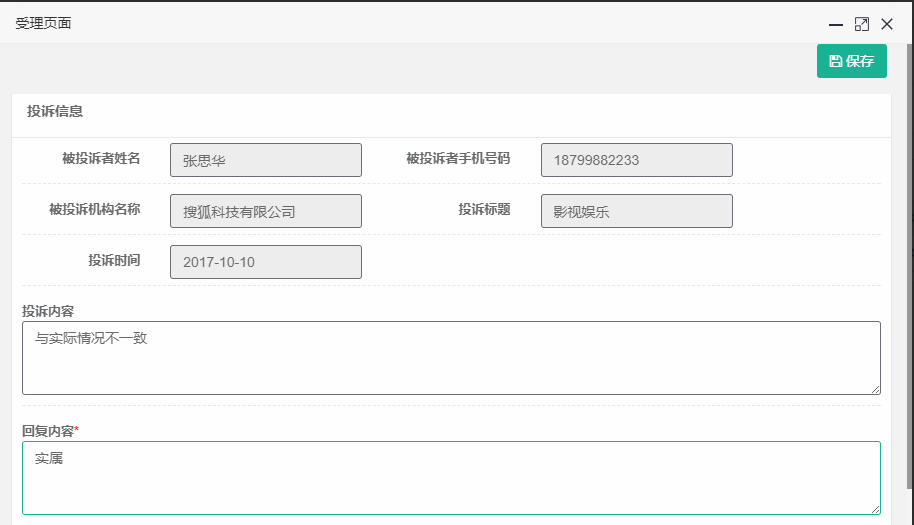 受理页面
保存
投诉信息
被投诉者姓名 张思华 被投诉者手机号码 18799882233
被投诉机构名称 搜狐科技有限公司 投诉标题 影视娱乐
投诉时间 2017-10-10
投诉内容
与实际情况不一致
回复内容*
实属